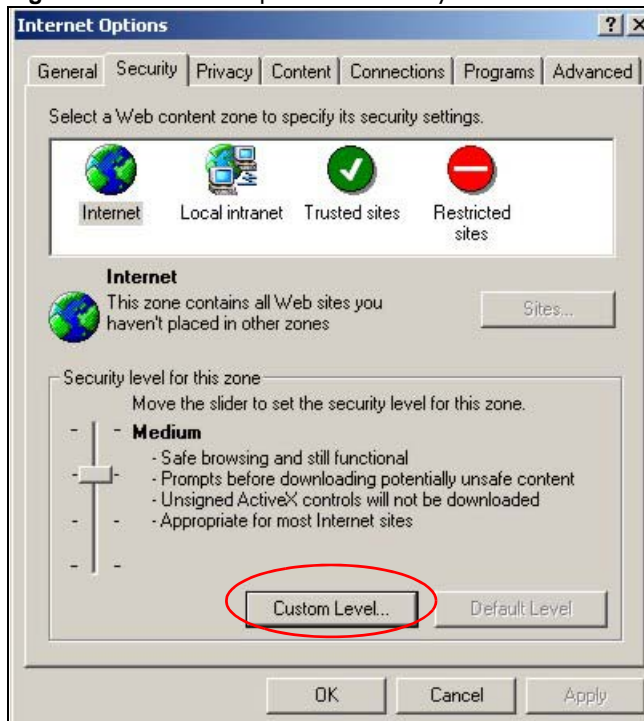 Internet Options
General Security Privacy Content Connections Programs Advanced
Select a Web content zone to specify its security settings.
Internet Local intranet Trusted sites Restricted sites
Internet
This zone contains all Web sites you
haven't placed in other zones
Sites...
Security level for this zone
Move the slider to set the security level for this zone.
Medium
- Safe browsing and still functional
- Prompts before downloading potentially unsafe content
- Unsigned ActiveX controls will not be downloaded
- Appropriate for most Internet sites
Custom Level... Default Level
OK Cancel Apply